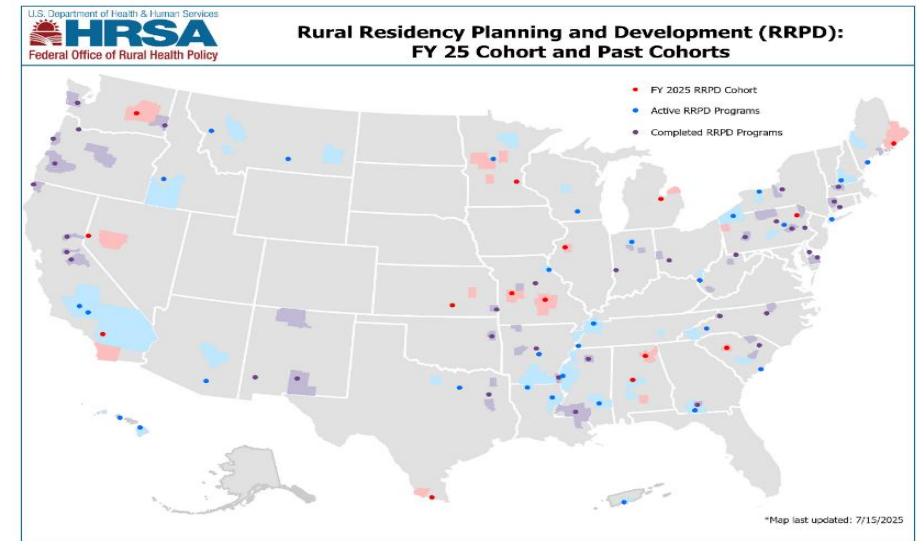 U.S. Department of Health & Human Services
HRSA
Federal Office of Rural Health Policy
Rural Residency Planning and Development (RRPD):
FY 25 Cohort and Past Cohorts
FY 2025 RRPD Cohort
Active RRPD Programs
Completed RRPD Programs
*Map last updated: 7/15/2025